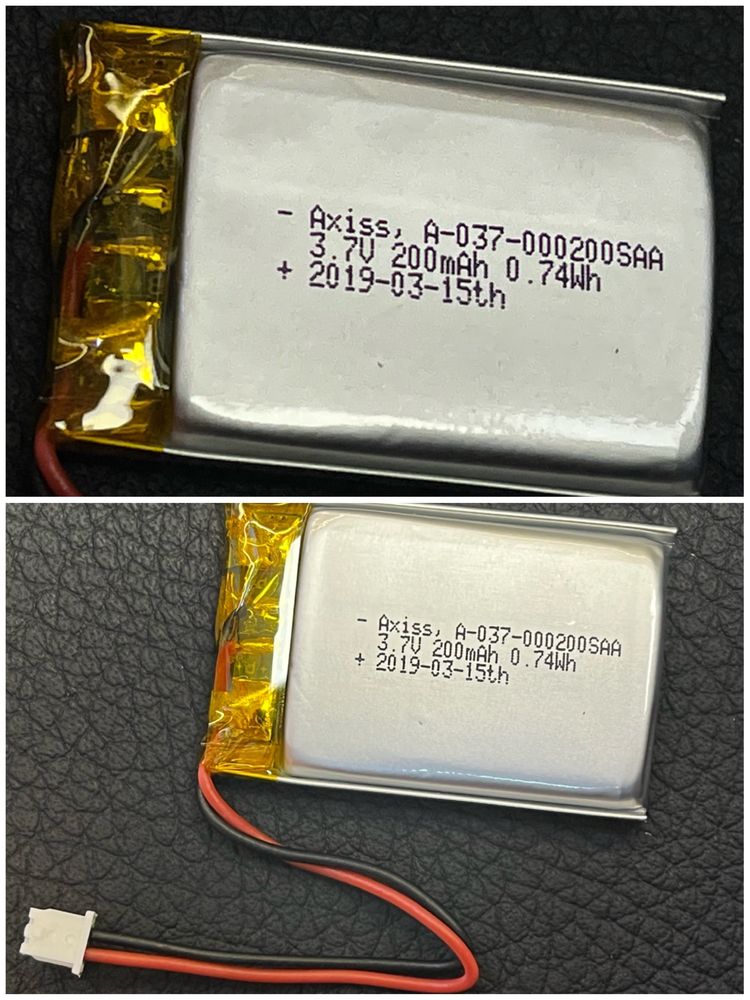 - Axiss, A-037-000200SAA
3.7V 200mAh 0.74Wh
+ 2019-03-15th
- Axiss, A-037-000200SAA
3.7V 200mAh 0.74Wh
+ 2019-03-15th